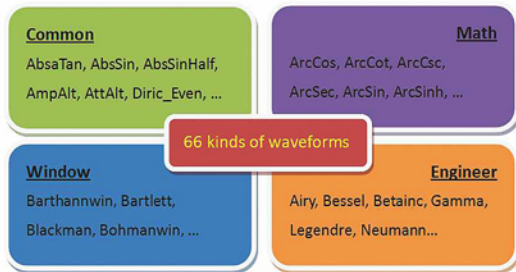 Common
AbsaTan, AbsSin, AbsSinHalf,
AmpAlt, AttAlt, Diric_Even, ...
Math
ArcCos, ArcCot, ArcCsc,
ArcSec, ArcSin, ArcSinh, ...
66 kinds of waveforms
Window
Barthannwin, Bartlett,
Blackman, Bohmanwin, ...
Engineer
Airy, Bessel, Betainc, Gamma,
Legendre, Neumann...